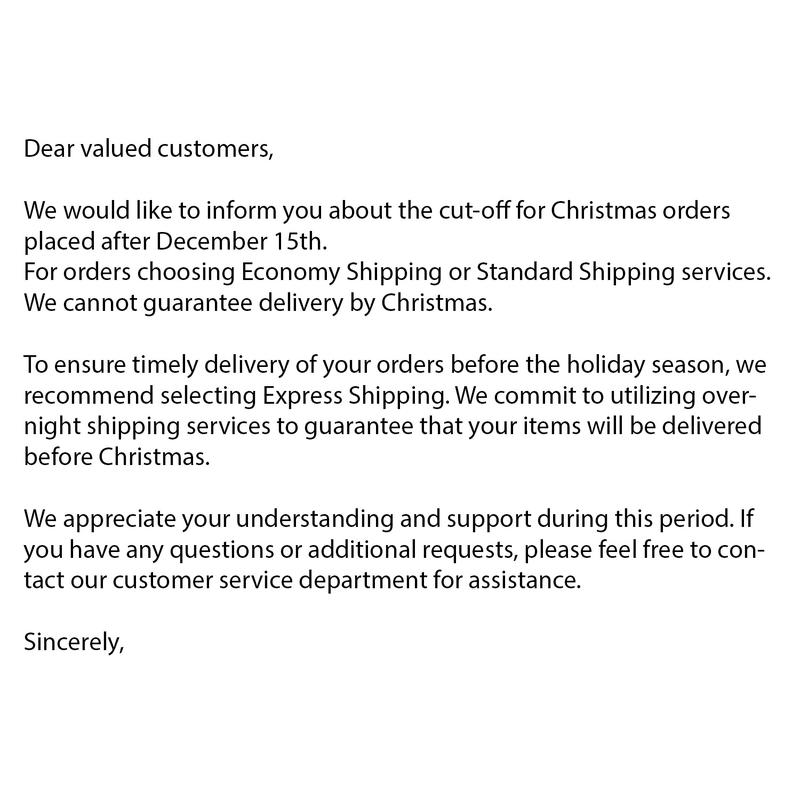 Dear valued customers,
We would like to inform you about the cut-off for Christmas orders
placed after December 15th.
For orders choosing Economy Shipping or Standard Shipping services.
We cannot guarantee delivery by Christmas.
To ensure timely delivery of your orders before the holiday season, we
recommend selecting Express Shipping. We commit to utilizing over-
night shipping services to guarantee that your items will be delivered
before Christmas.
We appreciate your understanding and support during this period. If
you have any questions or additional requests, please feel free to con-
tact our customer service department for assistance.
Sincerely,